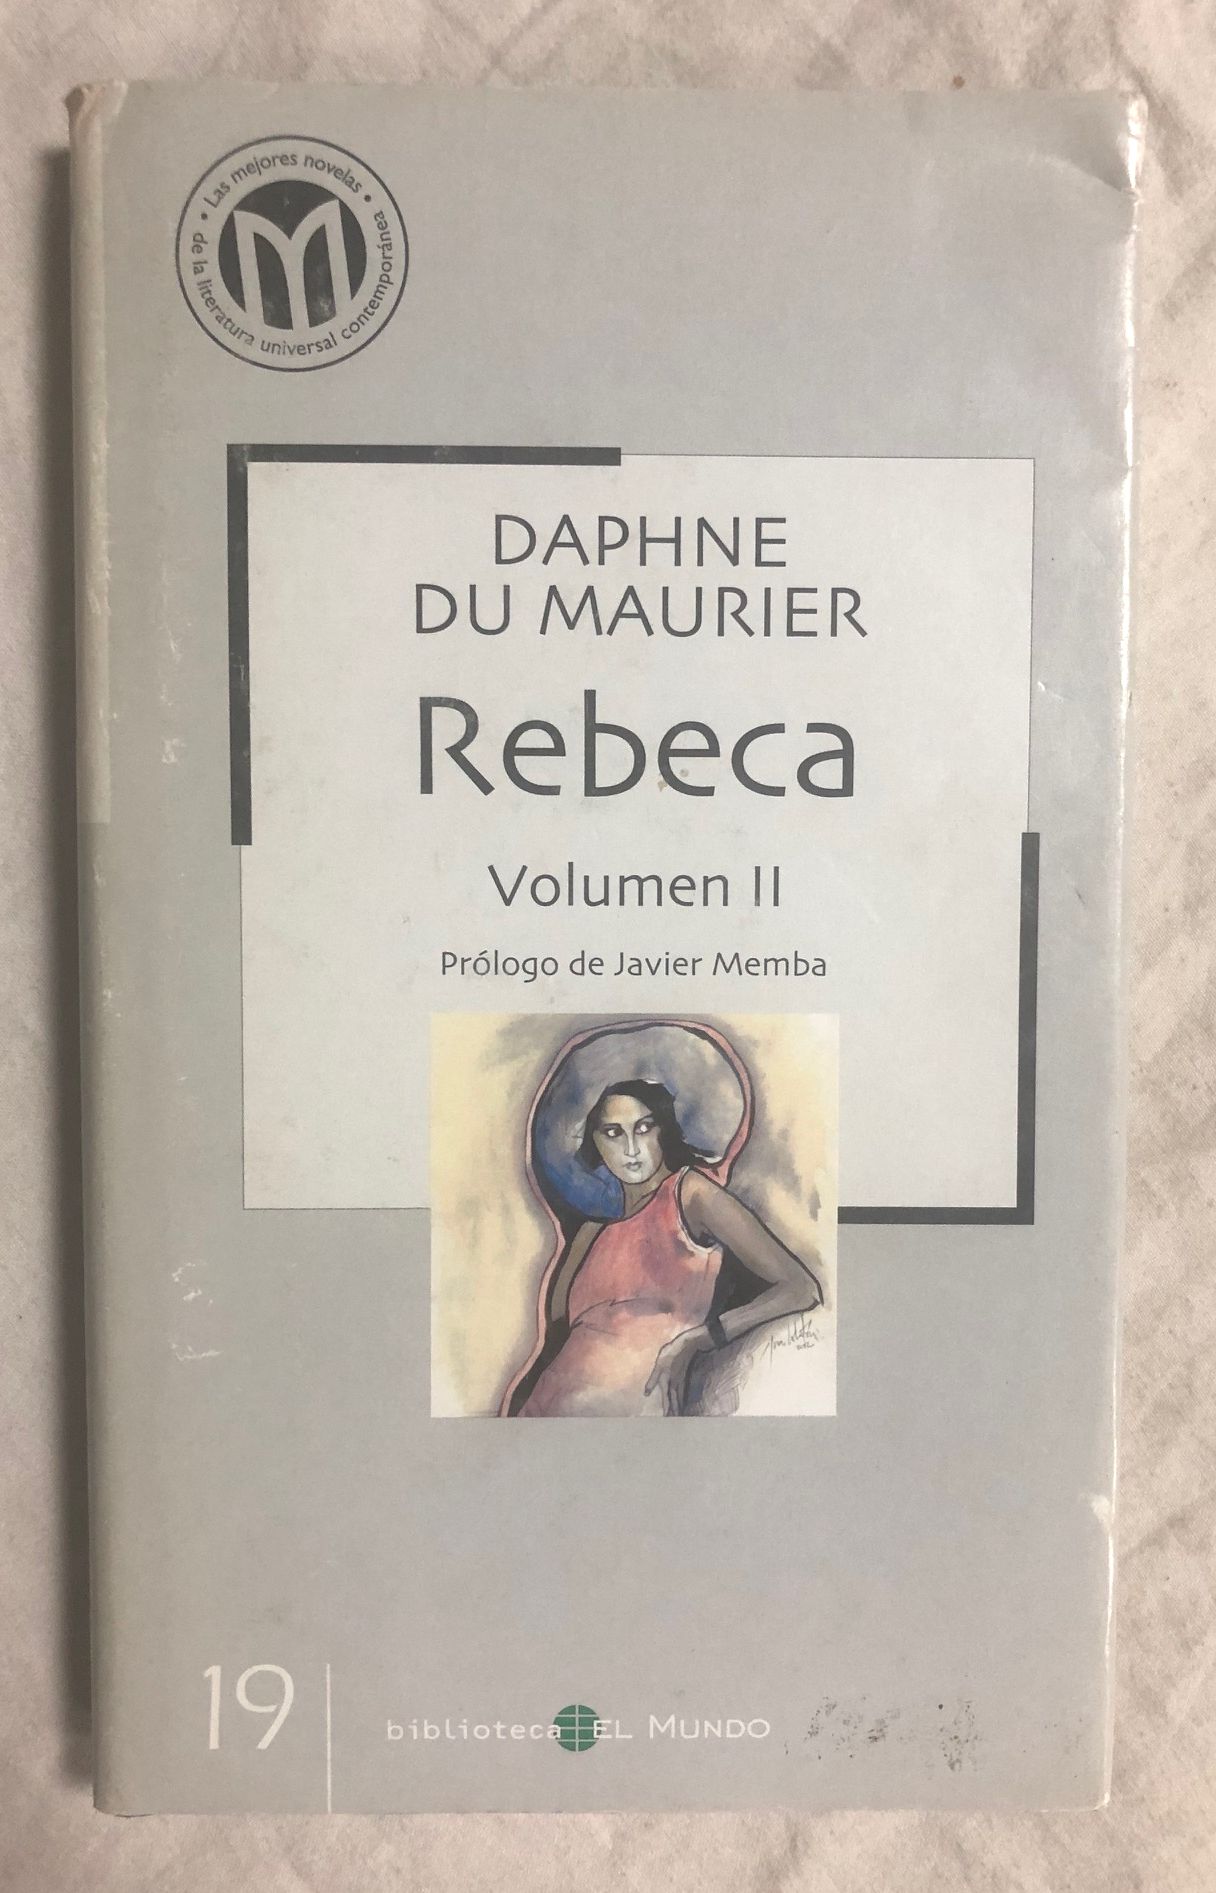 Las mejores novelas
de la literatura universal contemporánea
M
DAPHNE
DU MAURIER
Rebeca
Volumen II
Prólogo de Javier Memba
19
biblioteca EL MUNDO